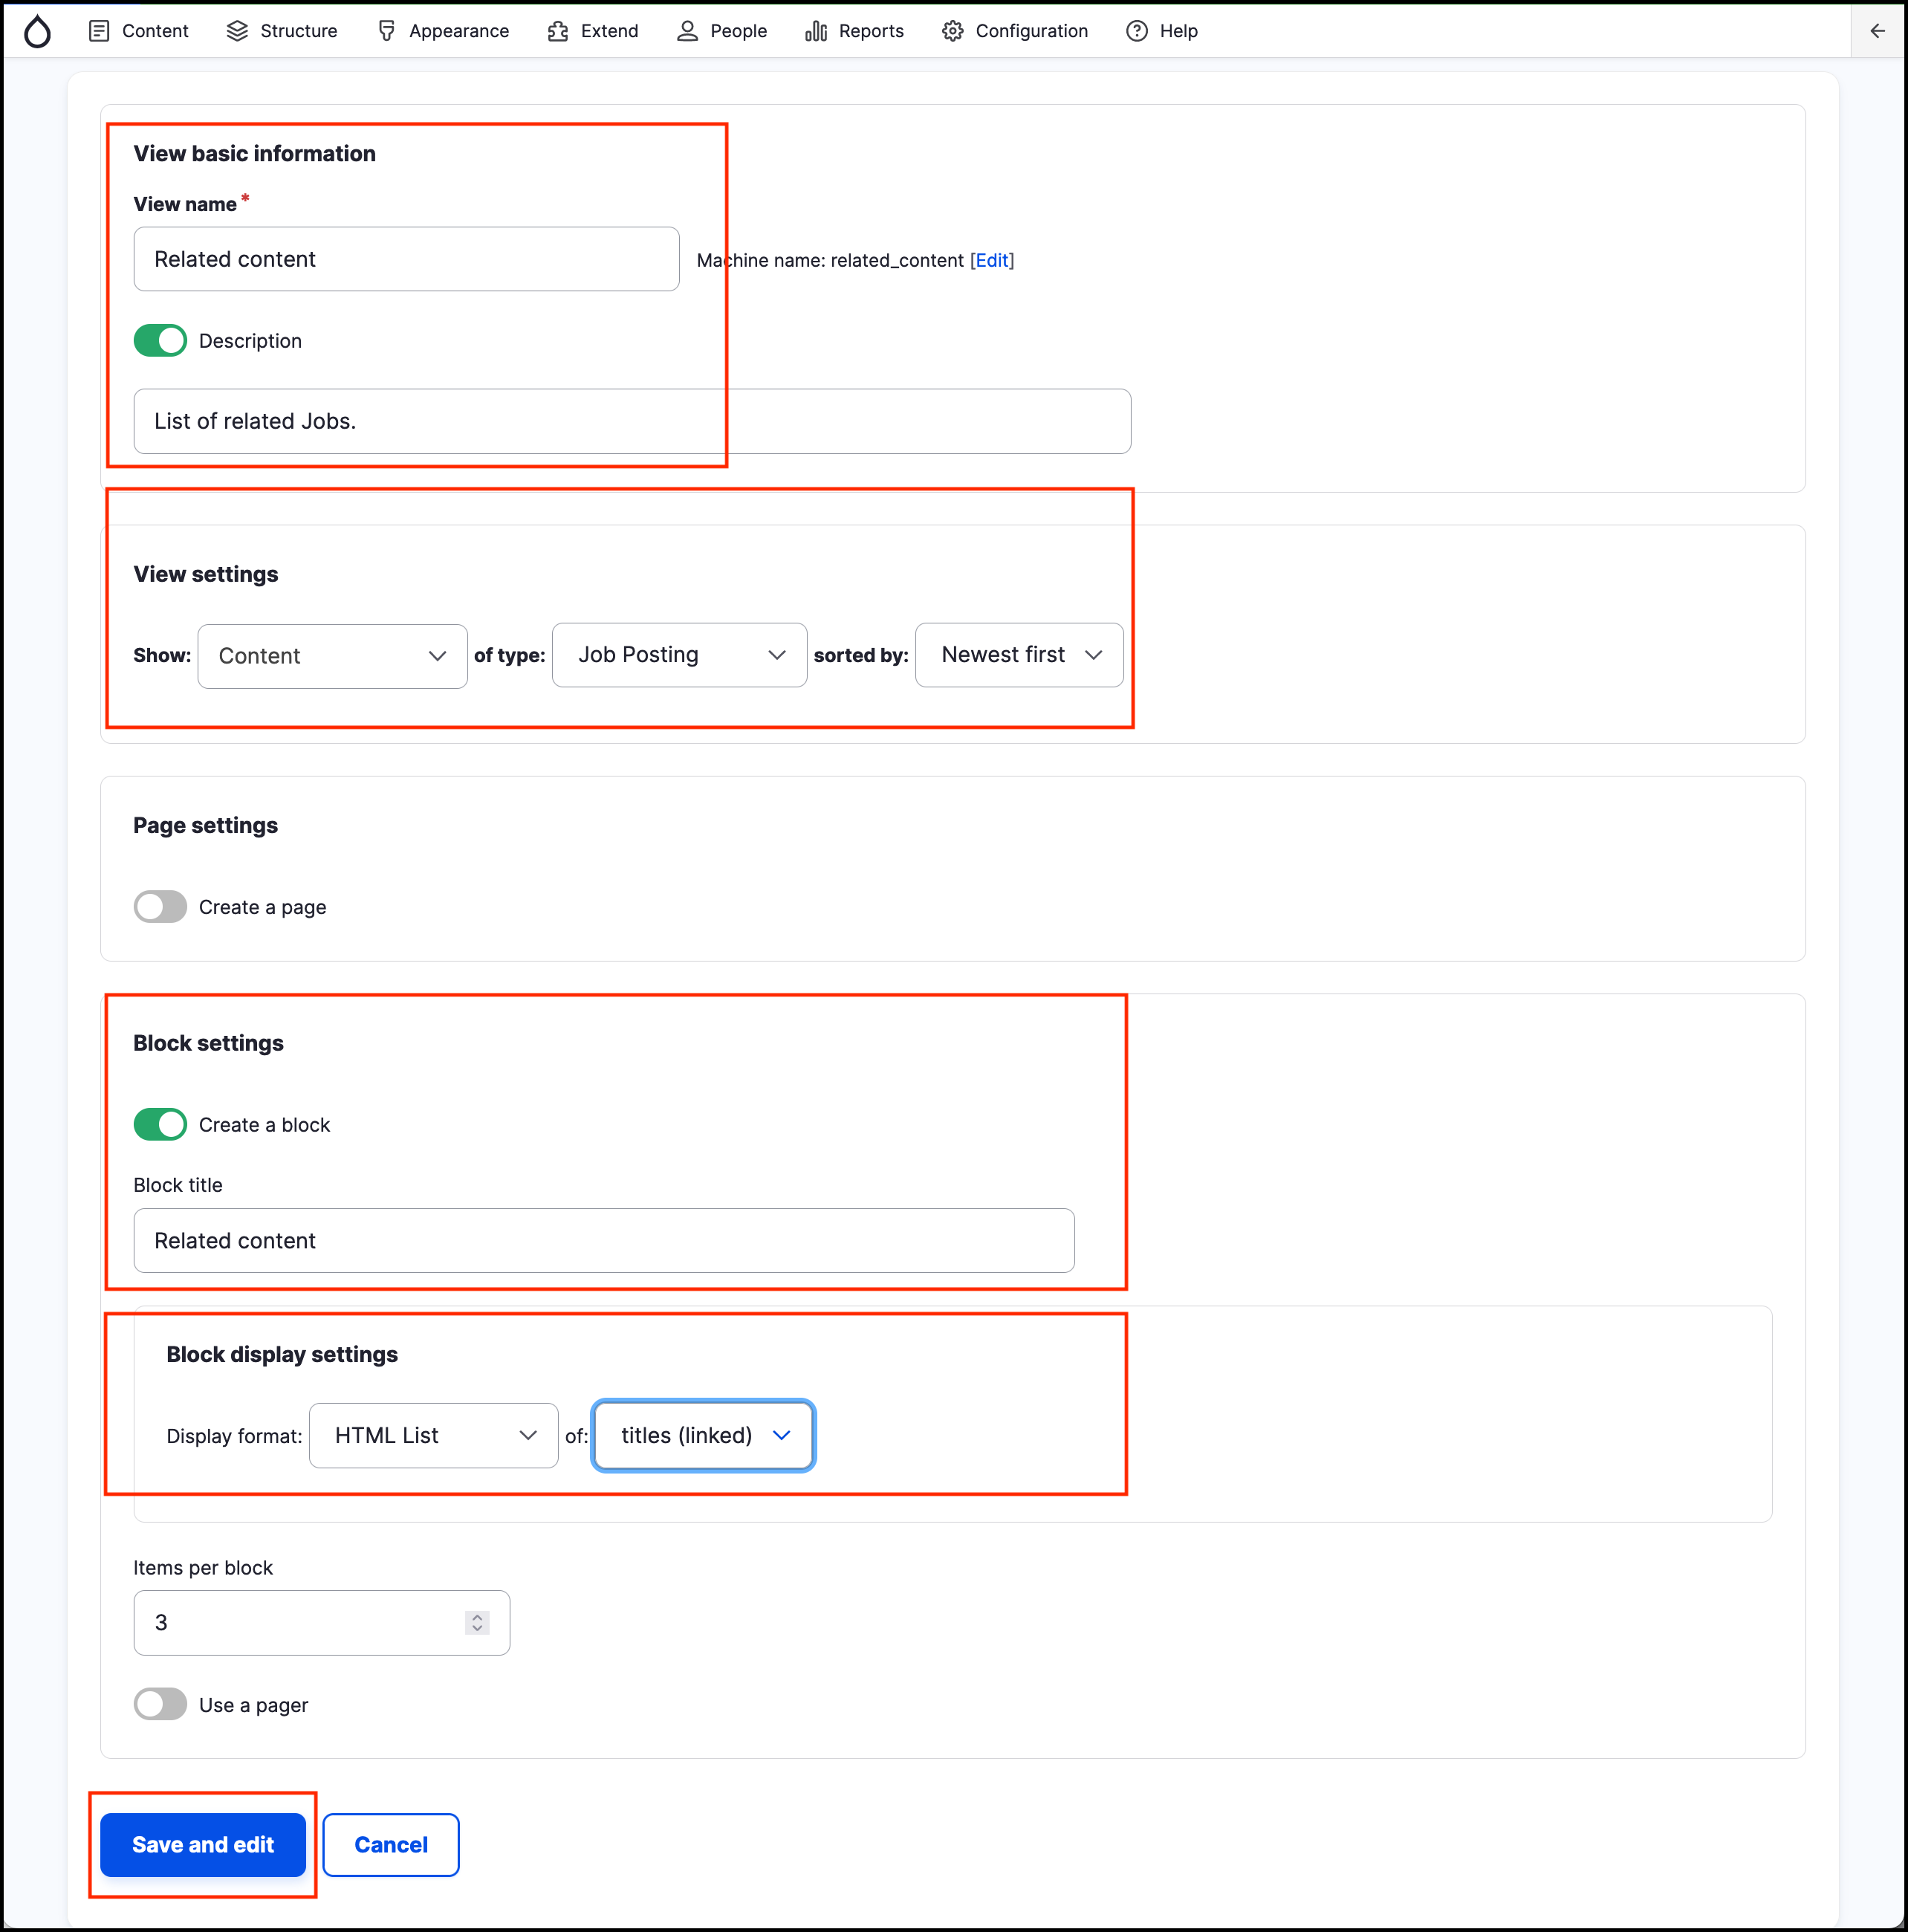 Content Structure Appearance Extend People Reports Configuration Help
View basic information
View name*
Related content
Machine name: related_content [Edit]
Description
List of related Jobs.
View settings
Show: Content of type: Job Posting sorted by: Newest first
Page settings
Create a page
Block settings
Create a block
Block title
Related content
Block display settings
Display format: HTML List of: titles (linked)
Items per block
3
Use a pager
Save and edit Cancel